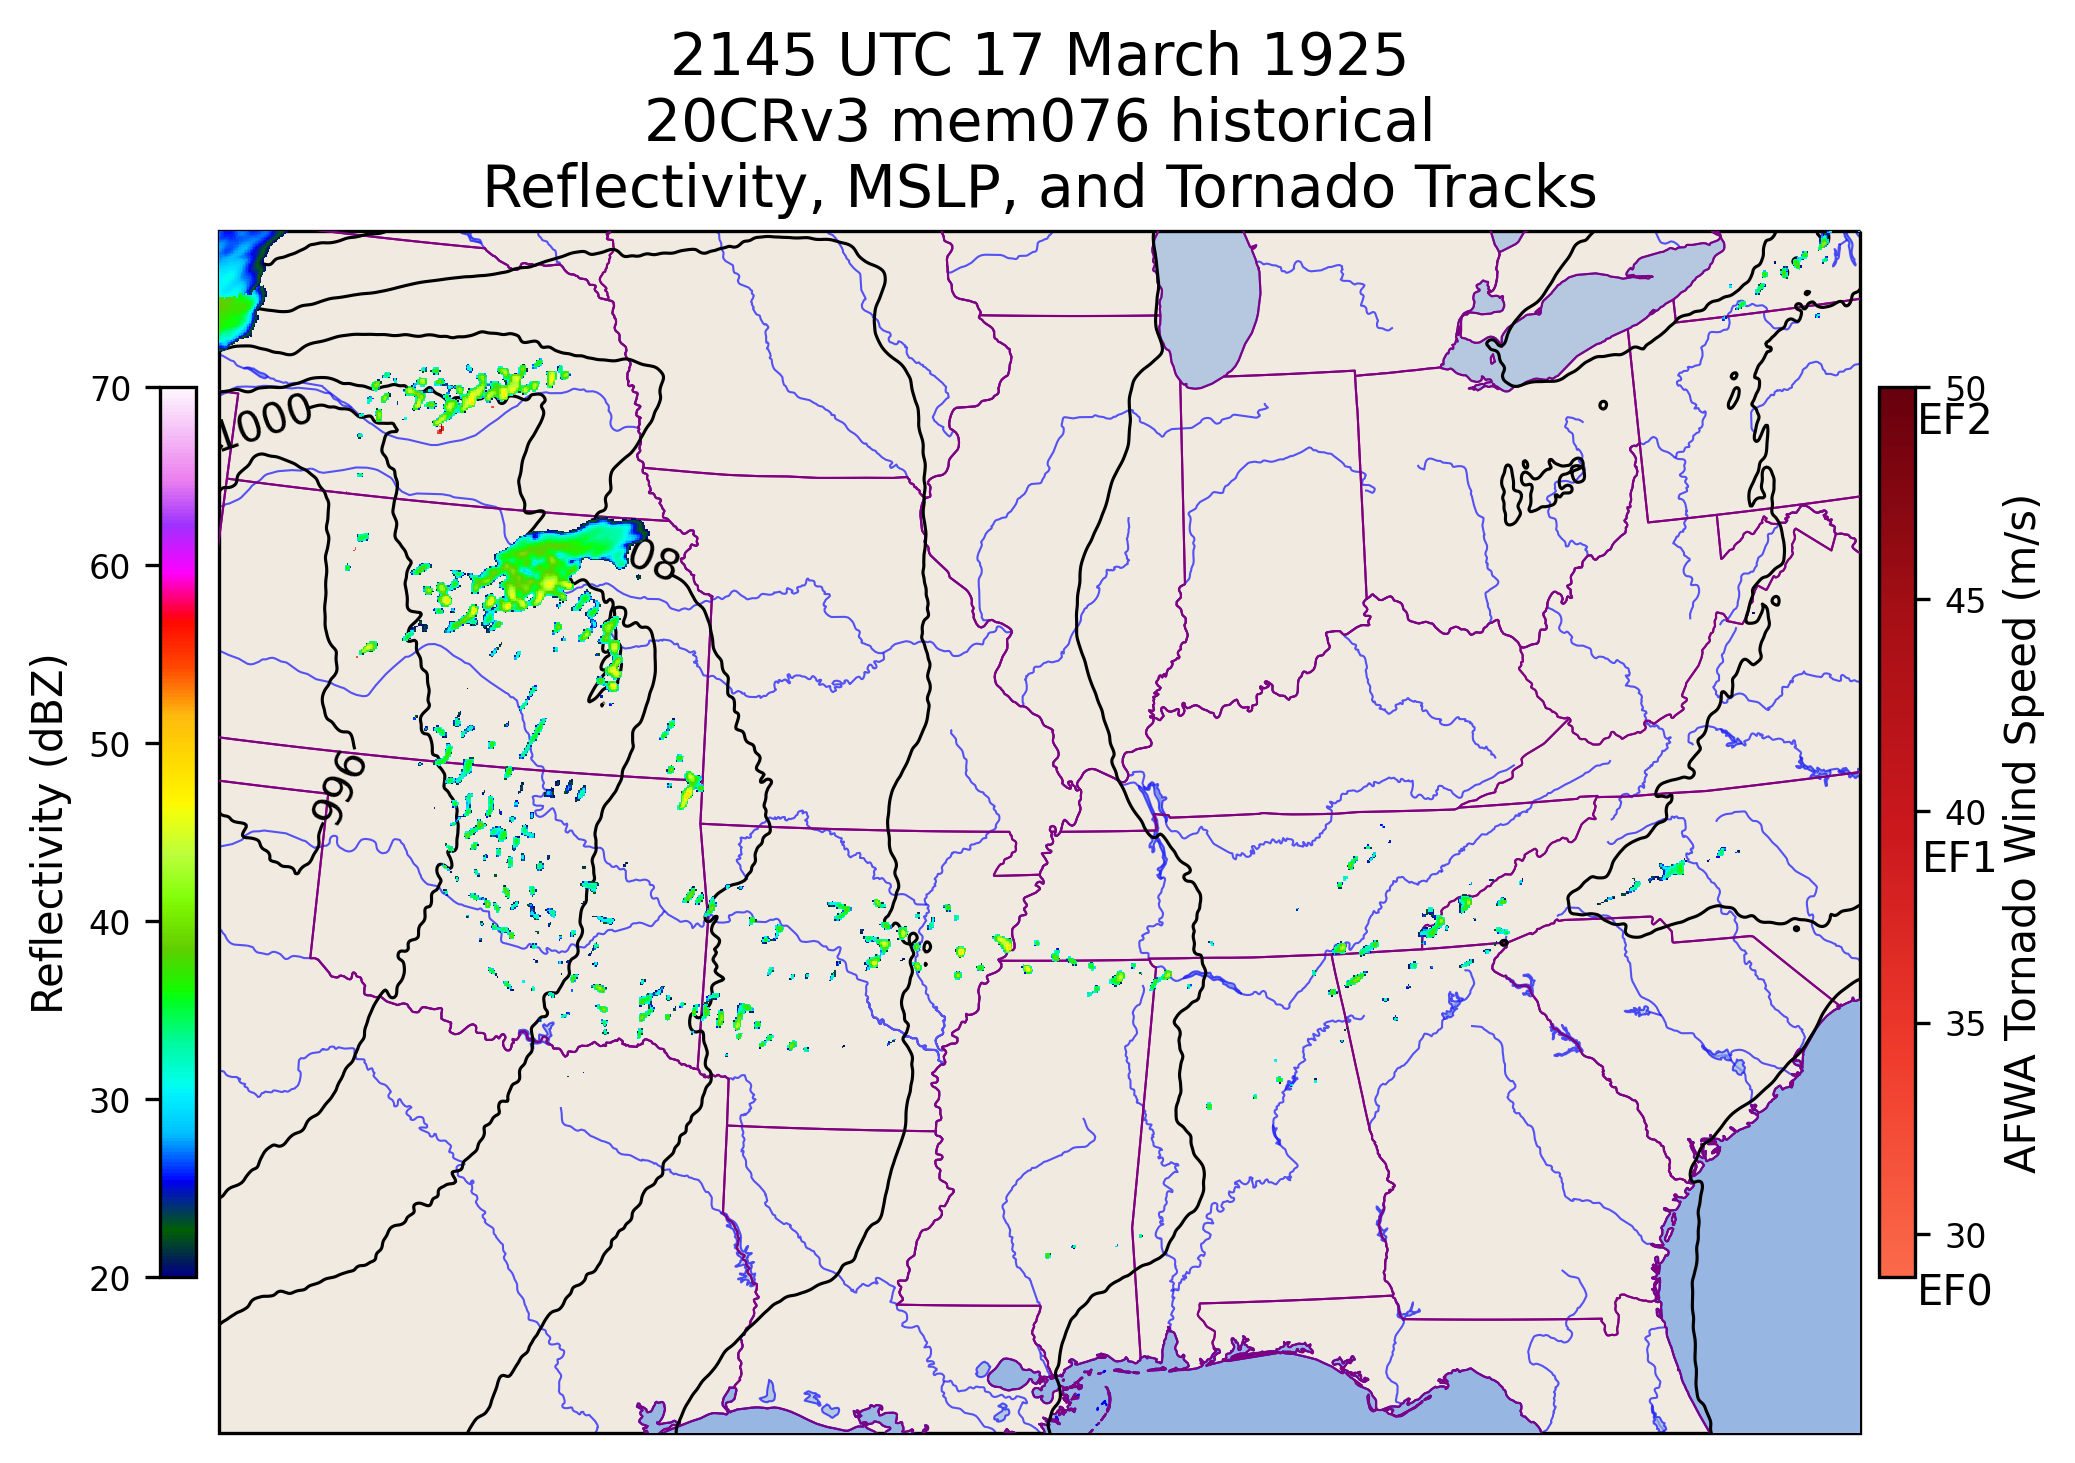 2145 UTC 17 March 1925
20CRv3 mem076 historical
Reflectivity, MSLP, and Tornado Tracks
Reflectivity (dBZ)
70
60
50
40
30
20
1000
08
996
50
EF2
45
40
EF1
35
30
EF0
AFWA Tornado Wind Speed (m/s)